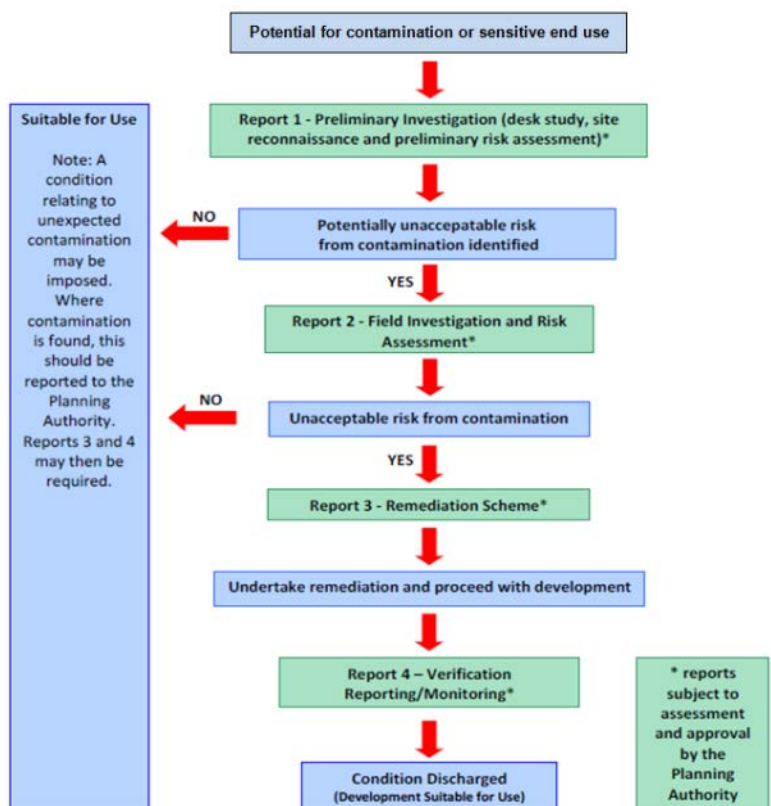 Potential for contamination or sensitive end use
Report 1 - Preliminary Investigation (desk study, site
reconnaissance and preliminary risk assessment)*
Suitable for Use
Note: A
condition
relating to
unexpected
contamination
may be
imposed.
Where
contamination
is found, this
should be
reported to the
Planning
Authority.
Reports 3 and 4
may then be
required.
NO
Potentially unaccepatable risk
from contamination identified
YES
Report 2 - Field Investigation and Risk
Assessment*
NO
Unacceptable risk from contamination
YES
Report 3 - Remediation Scheme*
Undertake remediation and proceed with development
Report 4 – Verification
Reporting/Monitoring*
Condition Discharged
(Development Suitable for Use)
* reports
subject to
assessment
and approval
by the
Planning
Authority